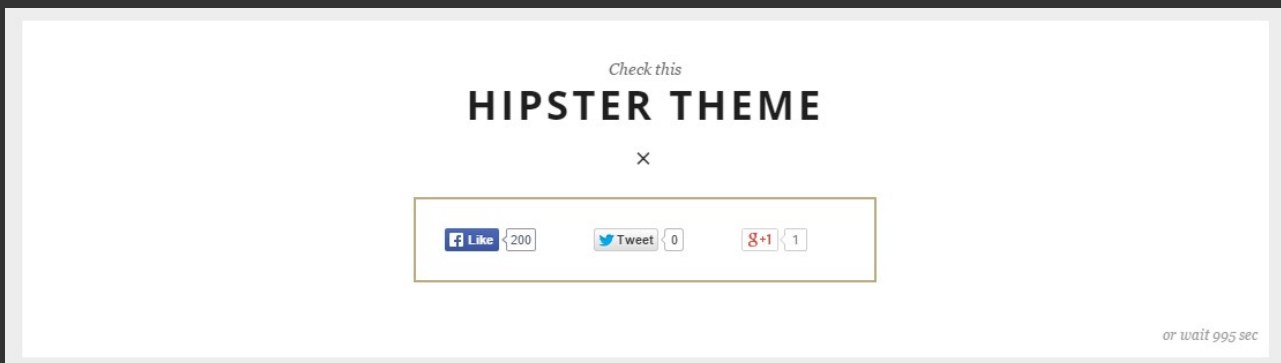 Check this
HIPSTER THEME
×
Like 200 Tweet 0 g+1 1
or wait 995 sec